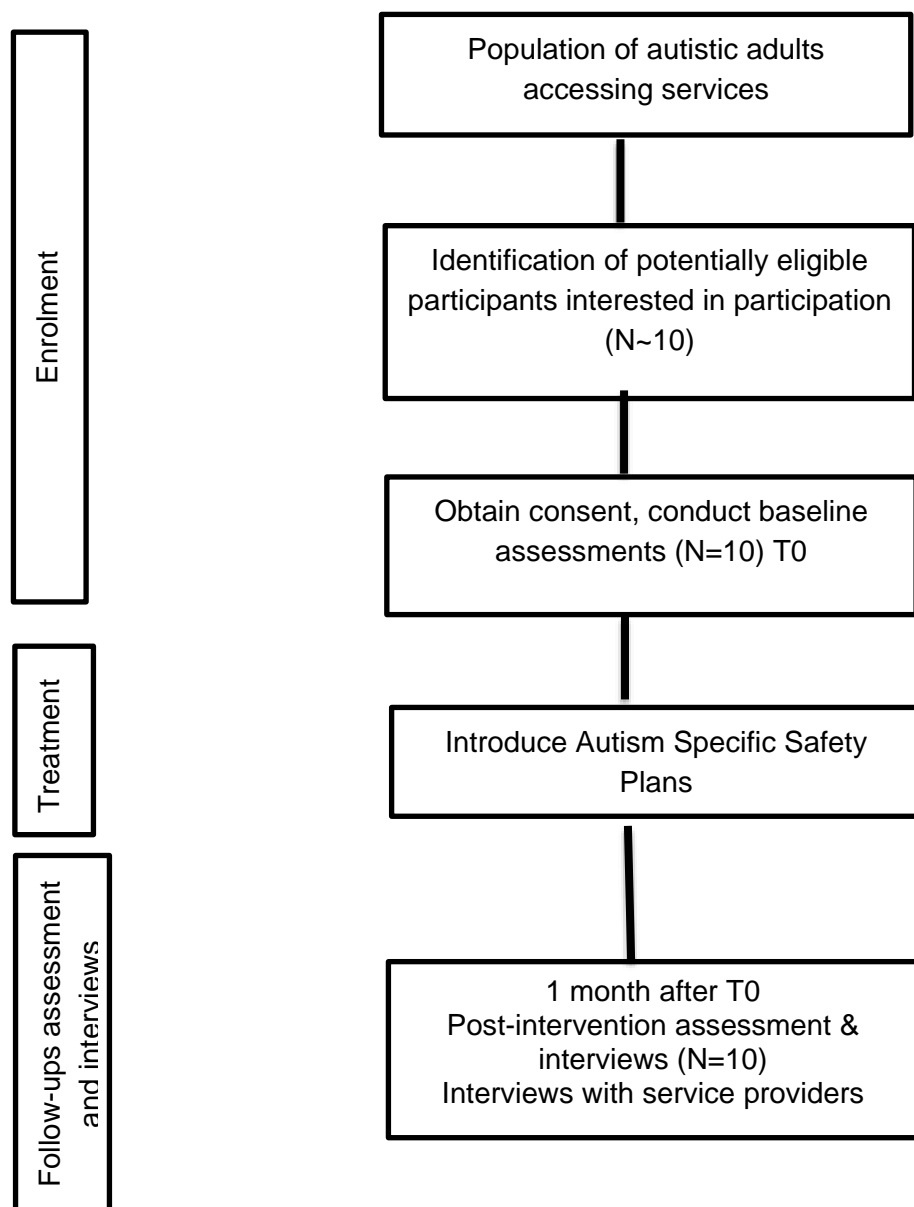 Population of autistic adults
accessing services
Enrolment
Identification of potentially eligible
participants interested in participation
(N~10)
Obtain consent, conduct baseline
assessments (N=10) T0
Treatment
Introduce Autism Specific Safety
Plans
Follow-ups assessment
and interviews
1 month after T0
Post-intervention assessment &
interviews (N=10)
Interviews with service providers